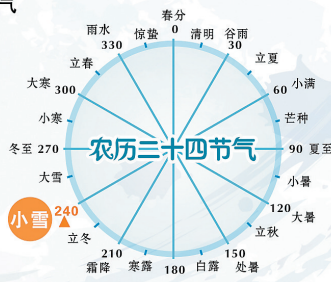 气
春分
0
清明
谷雨
30
立夏
60
小满
芒种
90 夏至
小暑
120
大暑
立秋
150
处暑
白露
180
寒露
210
霜降
立冬
240
小雪
大雪
冬至 270
小寒
大寒 300
立春
雨水
330
惊蛰
农历二十四节气